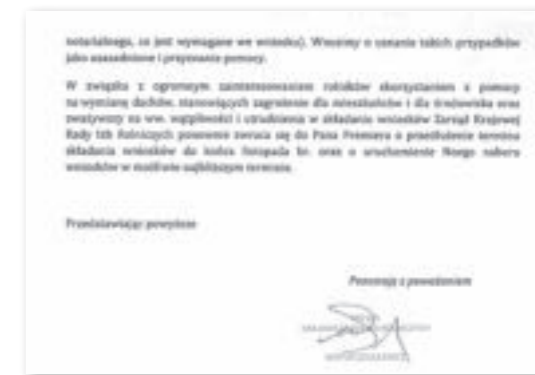 notarialnego, co jest wymagane we wniosku). Wnosimy o uznanie takich przypadków
jako uzasadnione i przyznanie pomocy.
W związku z ogromnym zainteresowaniem rolników skorzystaniem z pomocy
na wymianę dachów, stanowiących zagrożenie dla mieszkańców i dla środowiska oraz
zważywszy na ww. wątpliwości i utrudnienia w składaniu wniosków Zarząd Krajowej
Rady Izb Rolniczych ponownie zwraca się do Pana Premiera o przedłużenie terminu
składania wniosków do końca listopada br. oraz o uruchomienie IIego naboru
wniosków w możliwie najbliższym terminie.
Przedstawiając powyższe
Pozostaję z poważaniem